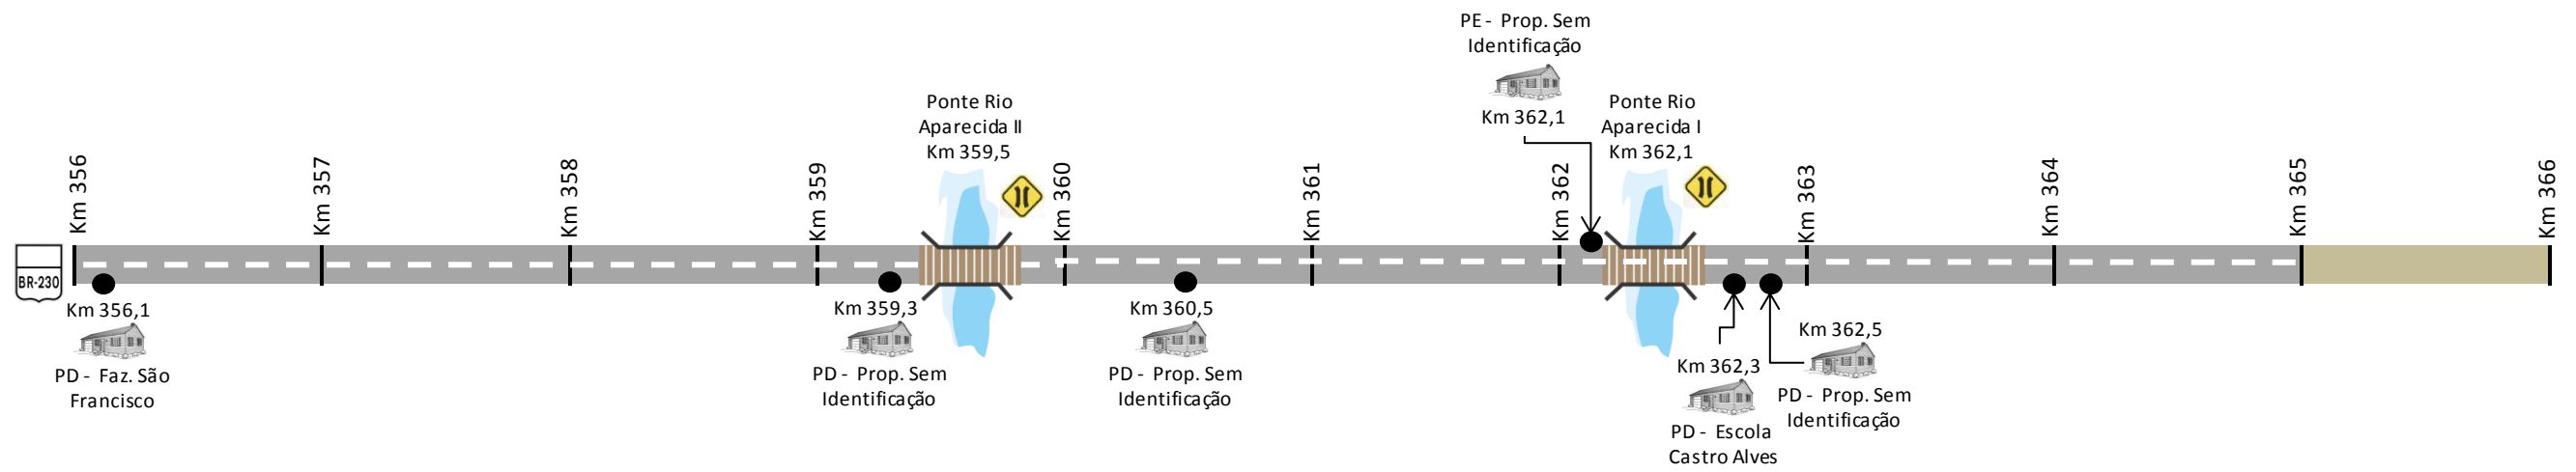 PE - Prop. Sem
Identificação
Km 362,1
Ponte Rio
Aparecida II
Km 359,5
Ponte Rio
Aparecida I
Km 362,1
Km 356
Km 357
Km 358
Km 359
Km 360
Km 361
Km 362
Km 363
Km 364
Km 365
Km 366
BR-230
Km 356,1
PD - Faz. São
Francisco
Km 359,3
PD - Prop. Sem
Identificação
Km 360,5
PD - Prop. Sem
Identificação
Km 362,3
PD - Escola
Castro Alves
Km 362,5
PD - Prop. Sem
Identificação